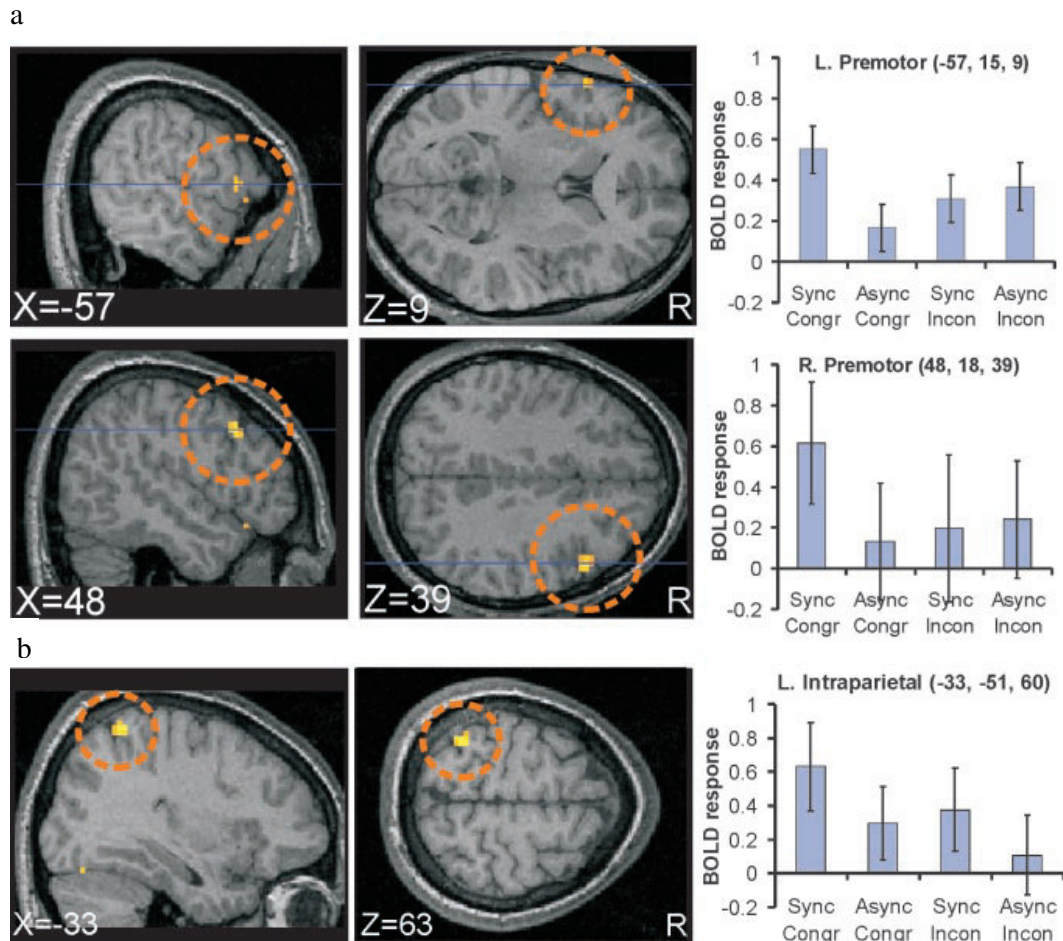 a
X=-57
Z=9
R
L. Premotor (-57, 15, 9)
BOLD response
1
0.8
0.6
0.4
0.2
0
-0.2
Sync Async Sync Async
Congr Congr Incon Incon
X=48
Z=39
R
R. Premotor (48, 18, 39)
BOLD response
1
0.8
0.6
0.4
0.2
0
-0.2
Sync Async Sync Async
Congr Congr Incon Incon
b
X=-33
Z=63
R
L. Intraparietal (-33, -51, 60)
BOLD response
1
0.8
0.6
0.4
0.2
0
-0.2
Sync Async Sync Async
Congr Congr Incon Incon